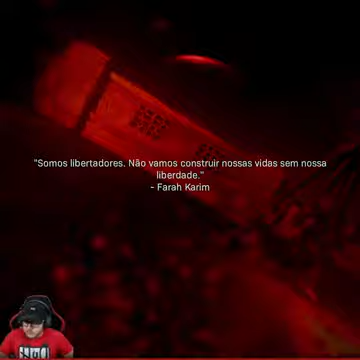 "Somos libertadores. Não vamos construir nossas vidas sem nossa
liberdade."
- Farah Karim